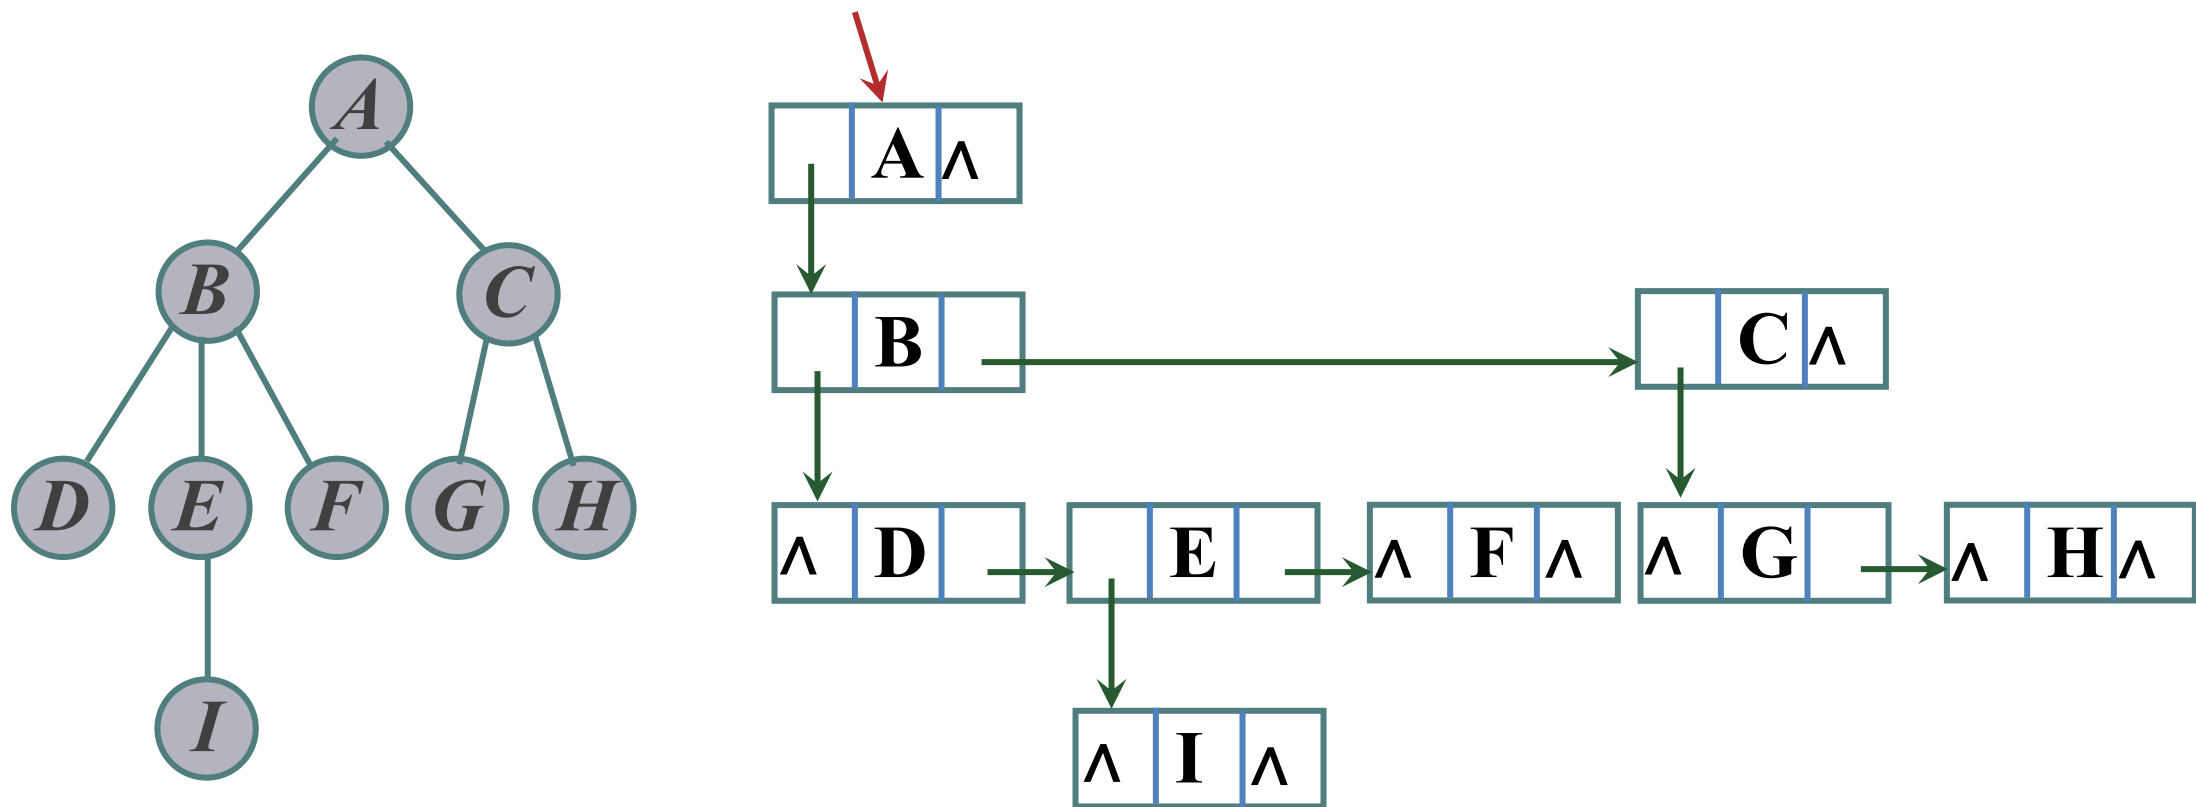 A
B C
D E F G H
I
A ∧
B C ∧
∧ D E ∧ F ∧ ∧ G ∧ H ∧
∧ I ∧